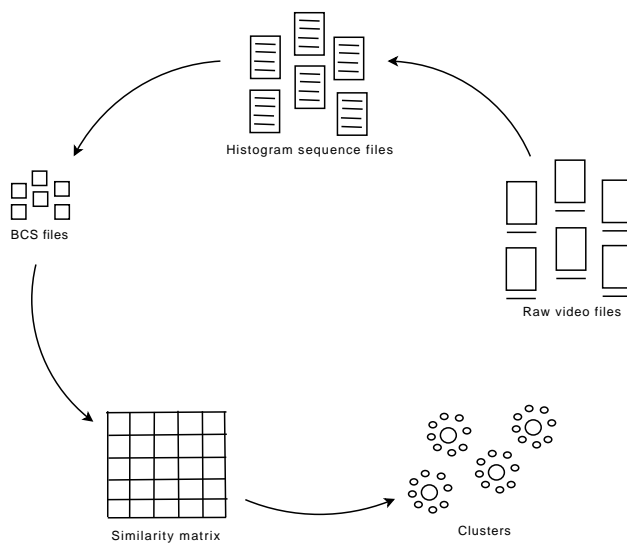 Histogram sequence files
BCS files
Raw video files
Similarity matrix
Clusters